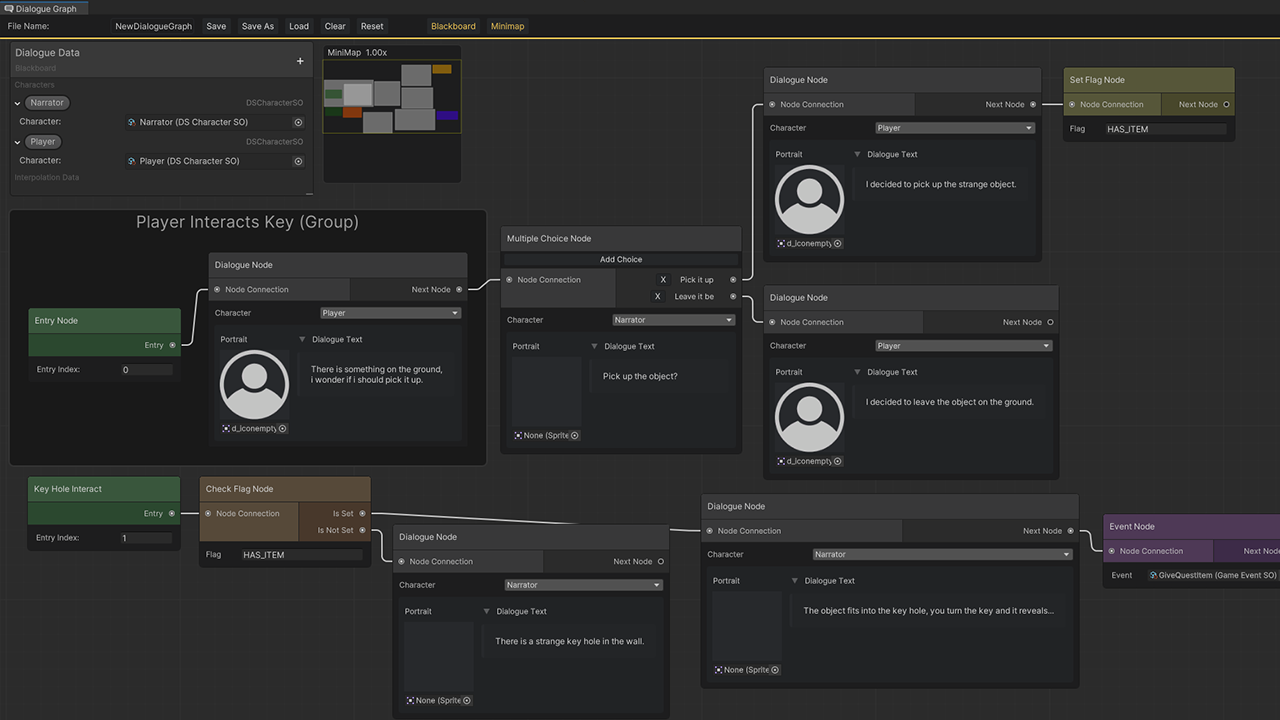 Dialogue Graph
File Name: NewDialogueGraph Save Save As Load Clear Reset Blackboard Minimap
Dialogue Data +
Blackboard
Characters
Narrator DSCharacterSO
Character: Narrator (DS Character SO)
Player DSCharacterSO
Character: Player (DS Character SO)
Interpolation Data
MiniMap 1.00x
Player Interacts Key (Group)
Entry Node
Entry
Entry Index: 0
Dialogue Node
Node Connection Next Node
Character Player
Portrait Dialogue Text
There is something on the ground,
i wonder if i should pick it up.
d_Iconempty
Multiple Choice Node
Add Choice
Node Connection X Pick it up
X Leave it be
Character Narrator
Portrait Dialogue Text
Pick up the object?
None (Sprite
Dialogue Node
Node Connection Next Node
Character Player
Portrait Dialogue Text
I decided to pick up the strange object.
d_Iconempty
Set Flag Node
Node Connection Next Node
Flag HAS_ITEM
Dialogue Node
Node Connection Next Node
Character Player
Portrait Dialogue Text
I decided to leave the object on the ground.
d_Iconempty
Key Hole Interact
Entry
Entry Index: 1
Check Flag Node
Node Connection Is Set
Is Not Set
Flag HAS_ITEM
Dialogue Node
Node Connection Next Node
Character Narrator
Portrait Dialogue Text
There is a strange key hole in the wall.
None (Sprite
Dialogue Node
Node Connection Next Node
Character Narrator
Portrait Dialogue Text
The object fits into the key hole, you turn the key and it reveals...
None (Sprite
Event Node
Node Connection Next Node
Event GiveQuestItem (Game Event SO)